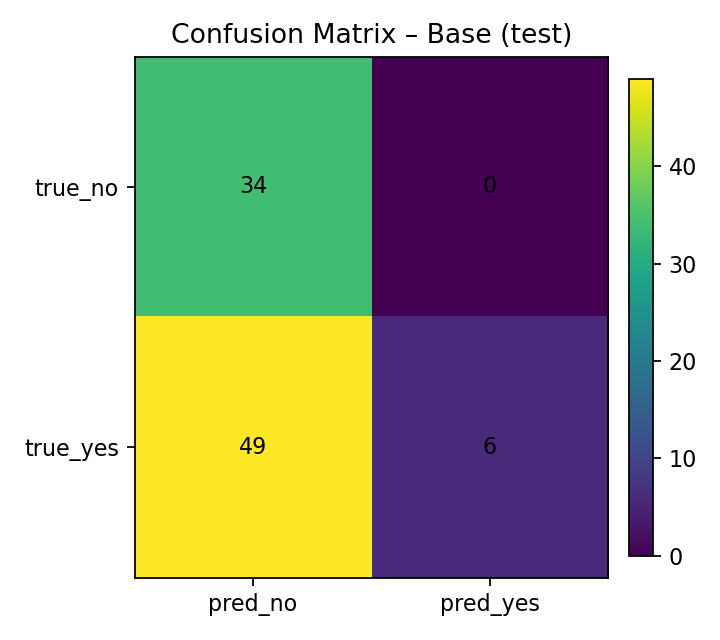 Confusion Matrix – Base (test)
true_no
34
0
true_yes
49
6
pred_no
pred_yes
40
30
20
10
0